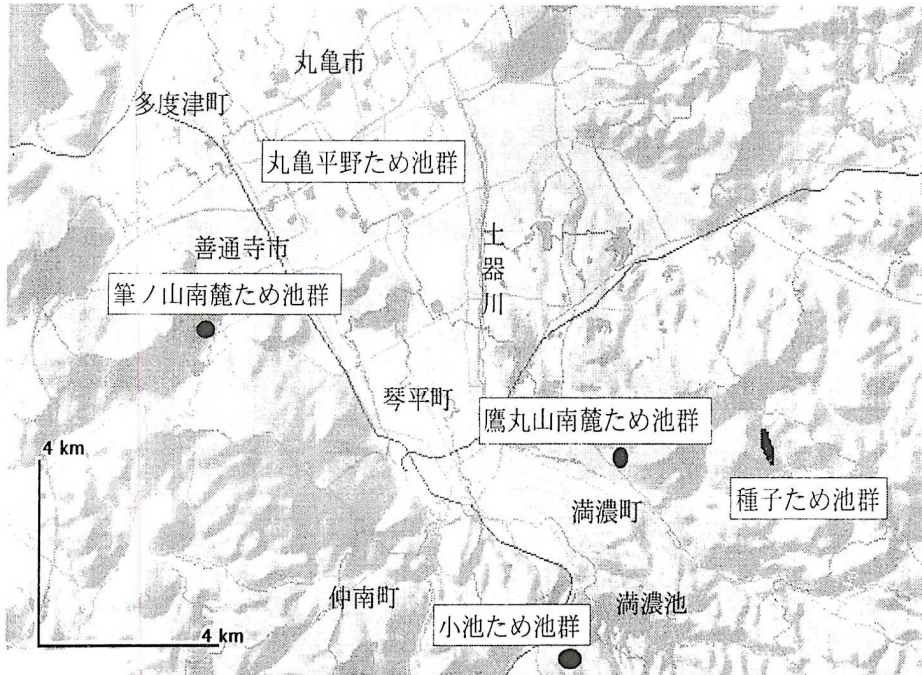 丸亀市
多度津町
丸亀平野ため池群
善通寺市
土器川
筆ノ山南麓ため池群
琴平町
鷹丸山南麓ため池群
4 km
種子ため池群
満濃町
仲南町
満濃池
小池ため池群
4 km